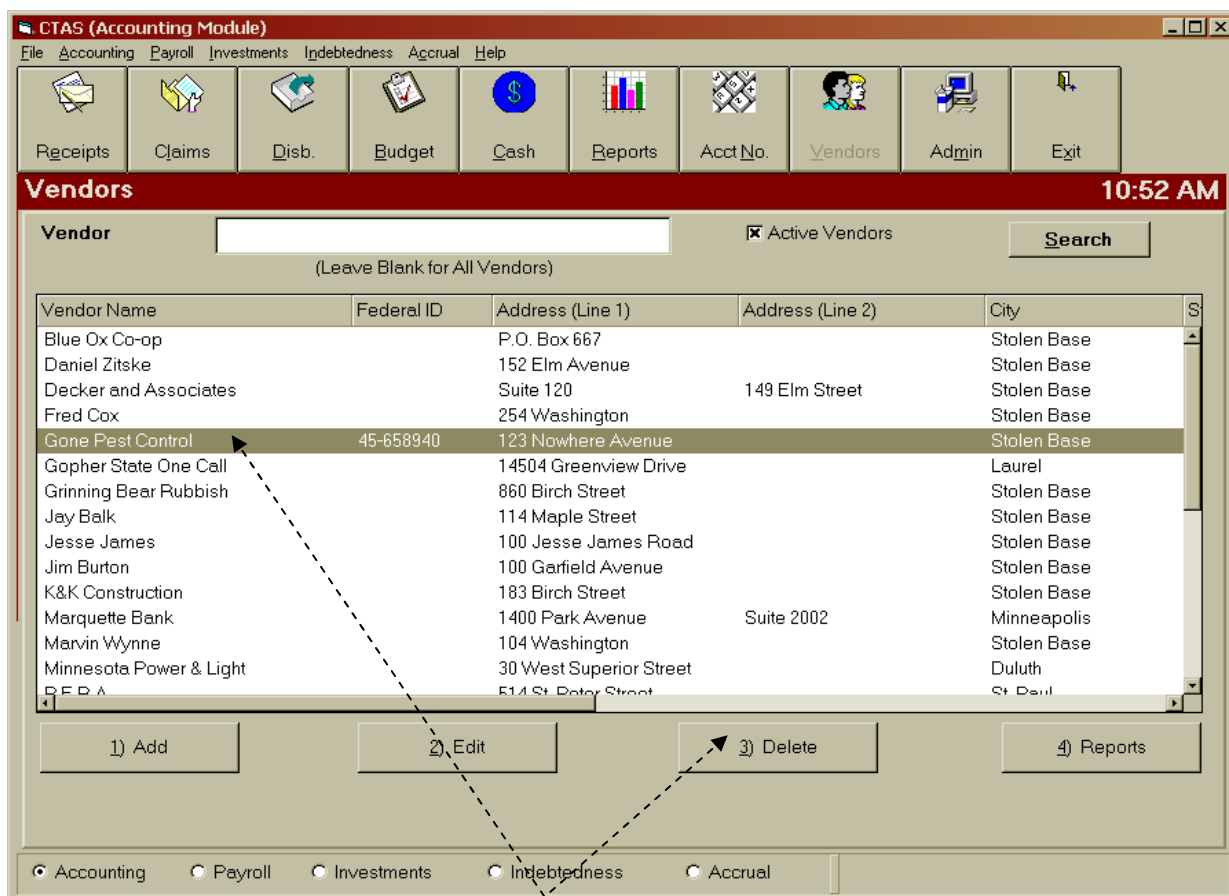 CTAS (Accounting Module)
File Accounting Payroll Investments Indebtedness Accrual Help
Receipts Claims Disb. Budget Cash Reports Acct No. Vendors Admin Exit
Vendors 10:52 AM
Vendor Active Vendors Search
(Leave Blank for All Vendors)
Vendor Name Federal ID Address (Line 1) Address (Line 2) City
Blue Ox Co-op P.O. Box 667 Stolen Base
Daniel Zitske 152 Elm Avenue Stolen Base
Decker and Associates Suite 120 149 Elm Street Stolen Base
Fred Cox 254 Washington Stolen Base
Gone Pest Control 45-658940 123 Nowhere Avenue Stolen Base
Gopher State One Call 14504 Greenview Drive Laurel
Grinning Bear Rubbish 860 Birch Street Stolen Base
Jay Balk 114 Maple Street Stolen Base
Jesse James 100 Jesse James Road Stolen Base
Jim Burton 100 Garfield Avenue Stolen Base
K&K Construction 183 Birch Street Stolen Base
Marquette Bank 1400 Park Avenue Suite 2002 Minneapolis
Marvin Wynne 104 Washington Stolen Base
Minnesota Power & Light 30 West Superior Street Duluth
P.E.R.A. 514 St. Peter Street St. Paul
1) Add 2) Edit 3) Delete 4) Reports
Accounting Payroll Investments Indebtedness Accrual